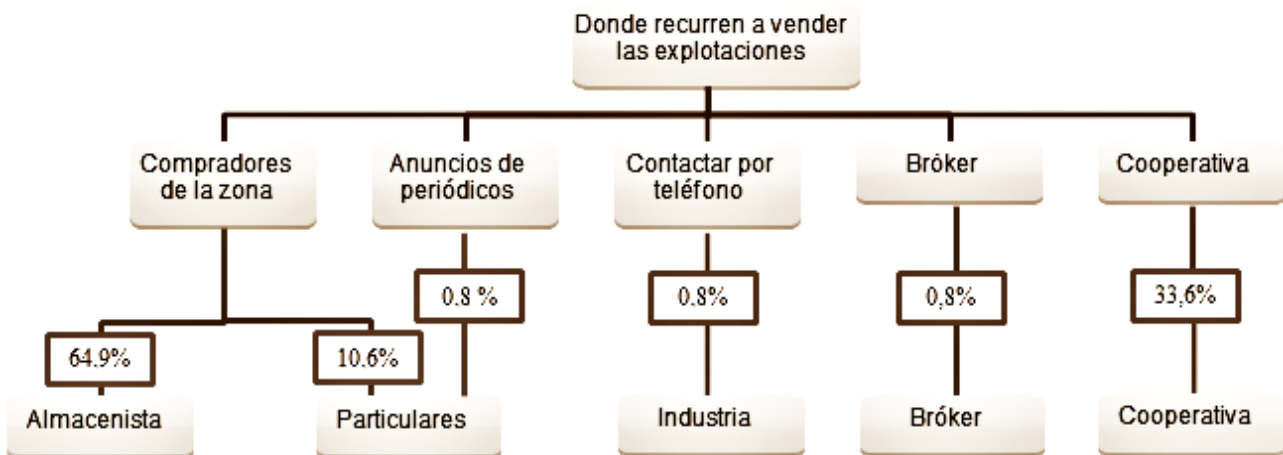 Donde recurren a vender
las explotaciones
Compradores
de la zona
Anuncios de
periódicos
Contactar por
teléfono
Bróker
Cooperativa
0.8 %
0.8%
0,8%
33,6%
64.9%
10.6%
Almacenista
Particulares
Industria
Bróker
Cooperativa